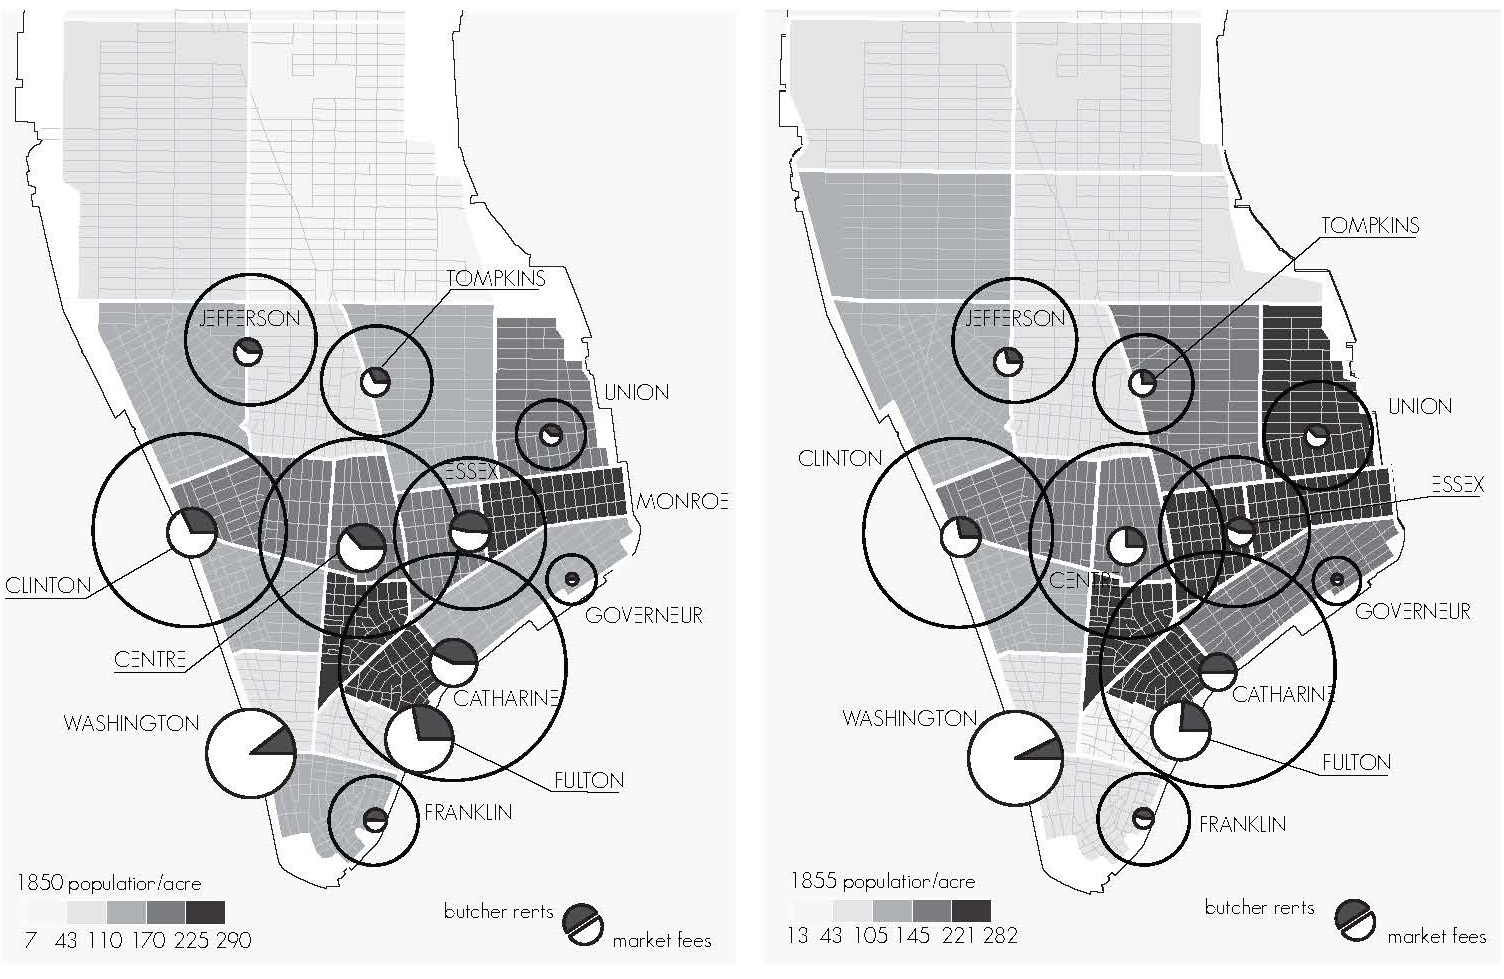 JEFFERSON
TOMPKINS
UNION
ESSEX
MONROE
CLINTON
GOVERNEUR
CENTRE
CATHARINE
WASHINGTON
FULTON
FRANKLIN
1850 population/acre
7 43 110 170 225 290
butcher rents
market fees
TOMPKINS
JEFFERSON
UNION
CLINTON
ESSEX
CENTRE
GOVERNEUR
CATHARINE
WASHINGTON
FULTON
FRANKLIN
1855 population/acre
13 43 105 145 221 282
butcher rents
market fees